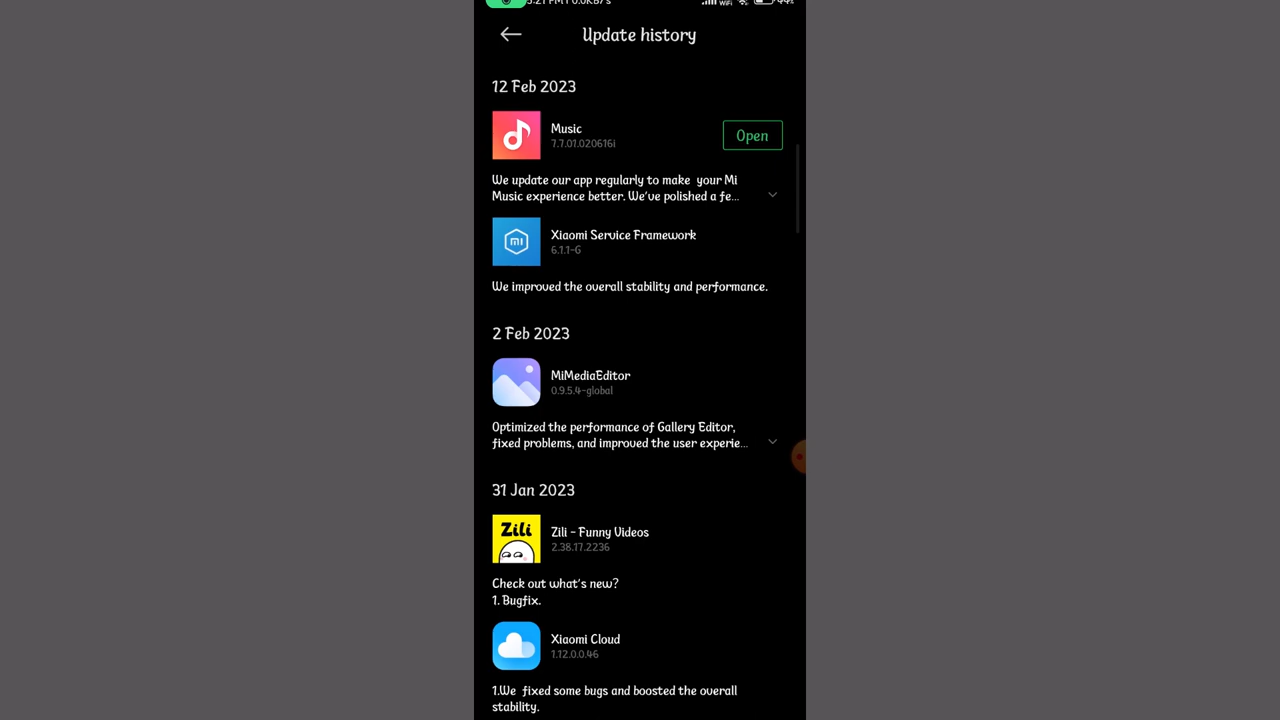 Update history
12 Feb 2023
Music
7.7.01.020616i
Open
We update our app regularly to make your Mi
Music experience better. We've polished a fe...
Xiaomi Service Framework
6.1.1-G
We improved the overall stability and performance.
2 Feb 2023
MiMediaEditor
0.9.5.4-global
Optimized the performance of Gallery Editor,
fixed problems, and improved the user experie...
31 Jan 2023
Zili
Zili - Funny Videos
2.38.17.2236
Check out what's new?
1. Bugfix.
Xiaomi Cloud
1.12.0.0.46
1.We fixed some bugs and boosted the overall
stability.